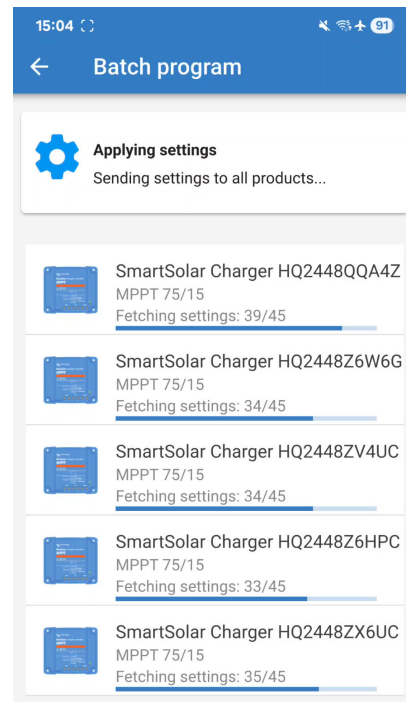 15:04
91
Batch program
Applying settings
Sending settings to all products...
SmartSolar Charger HQ2448QQA4Z
MPPT 75/15
Fetching settings: 39/45
SmartSolar Charger HQ2448Z6W6G
MPPT 75/15
Fetching settings: 34/45
SmartSolar Charger HQ2448ZV4UC
MPPT 75/15
Fetching settings: 34/45
SmartSolar Charger HQ2448Z6HPC
MPPT 75/15
Fetching settings: 33/45
SmartSolar Charger HQ2448ZX6UC
MPPT 75/15
Fetching settings: 35/45